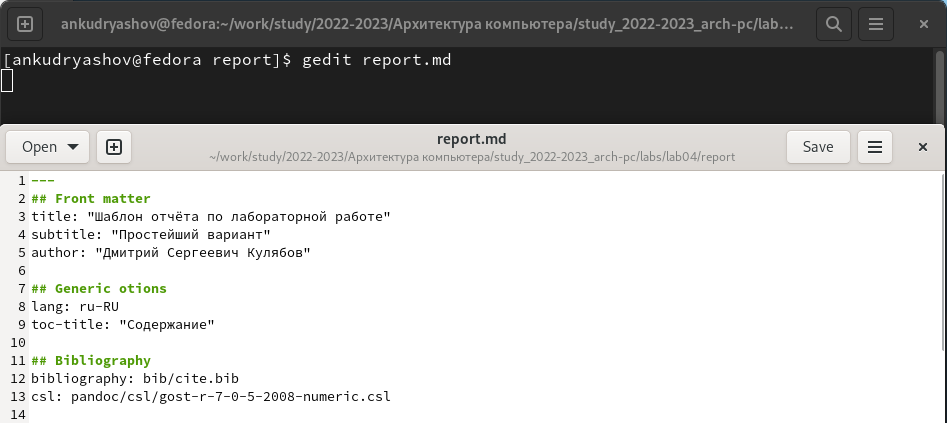 ankudryashov@fedora:~/work/study/2022-2023/Архитектура компьютера/study_2022-2023_arch-pc/lab...
[ankudryashov@fedora report]$ gedit report.md
Open
report.md
~/work/study/2022-2023/Архитектура компьютера/study_2022-2023_arch-pc/labs/lab04/report
Save
1 ---
2 ## Front matter
3 title: "Шаблон отчёта по лабораторной работе"
4 subtitle: "Простейший вариант"
5 author: "Дмитрий Сергеевич Кулябов"
6
7 ## Generic otions
8 lang: ru-RU
9 toc-title: "Содержание"
10
11 ## Bibliography
12 bibliography: bib/cite.bib
13 csl: pandoc/csl/gost-r-7-0-5-2008-numeric.csl
14